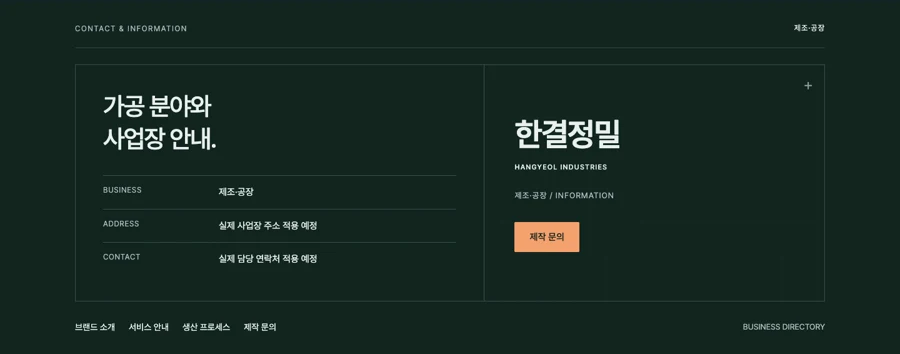 CONTACT & INFORMATION
제조·공장
가공 분야와
사업장 안내.
BUSINESS 제조·공장
ADDRESS 실제 사업장 주소 적용 예정
CONTACT 실제 담당 연락처 적용 예정
+
한결정밀
HANGYEOL INDUSTRIES
제조·공장 / INFORMATION
제작 문의
브랜드 소개 서비스 안내 생산 프로세스 제작 문의
BUSINESS DIRECTORY